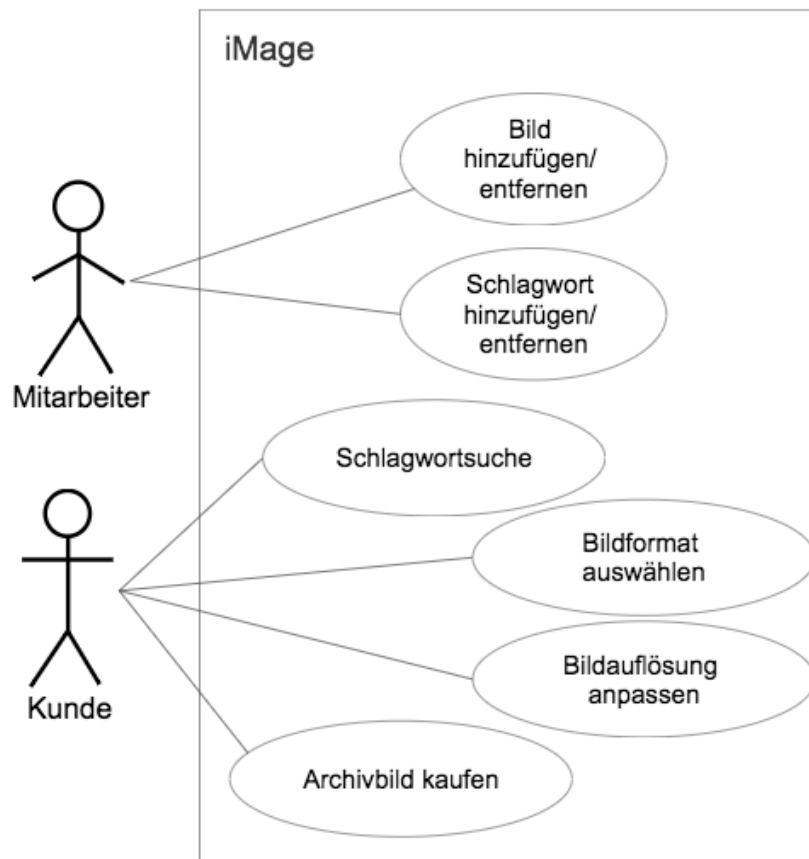 iMage
Bild
hinzufügen/
entfernen
Schlagwort
hinzufügen/
entfernen
Mitarbeiter
Schlagwortsuche
Bildformat
auswählen
Bildauflösung
anpassen
Kunde
Archivbild kaufen